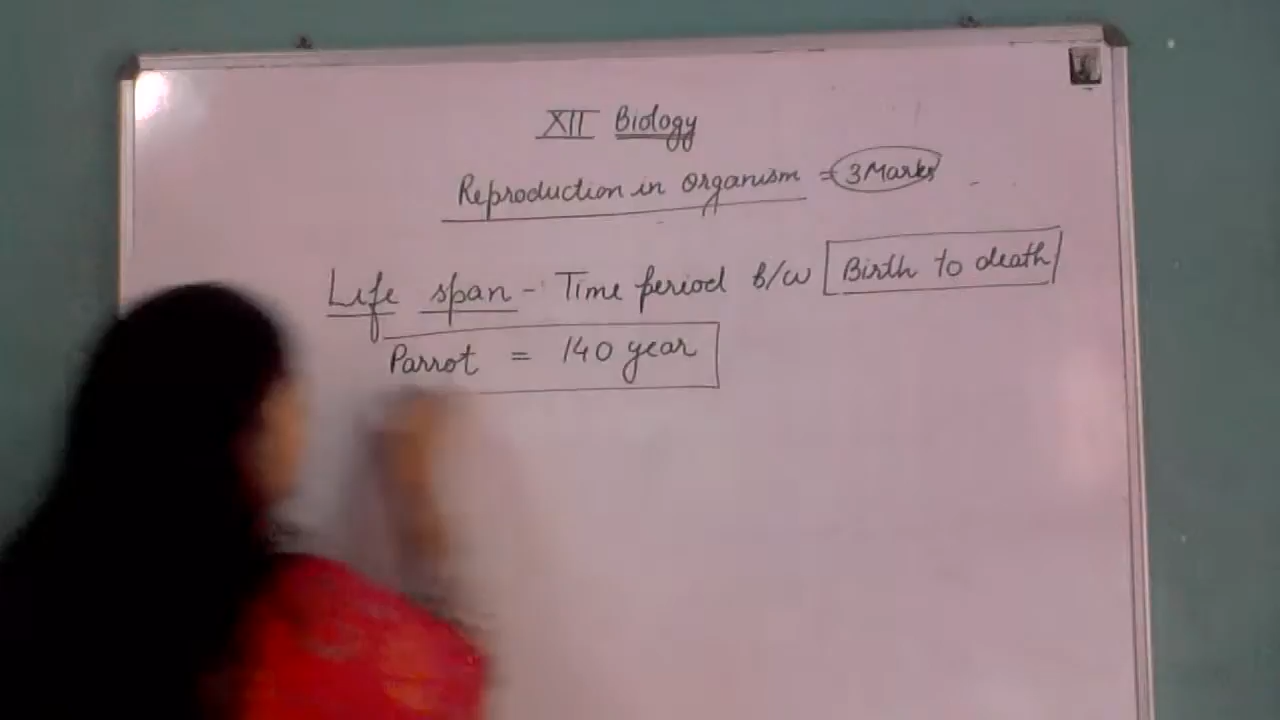 XII Biology
Reproduction in organism = 3 Marks
Life span - Time period b/w Birth to death
Parrot = 140 year